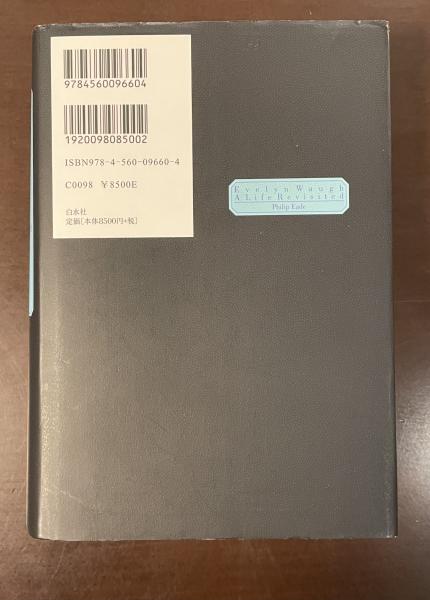 9784560096604
1920098085002
ISBN978-4-560-09660-4
C0098 ¥8500E
白水社
定価[本体8500円+税]
Evelyn Waugh
A Life Revisited
Philip Eade